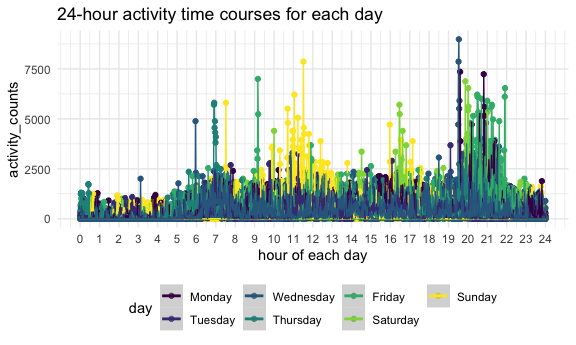 24-hour activity time courses for each day
activity_counts
7500
5000
2500
0
0 1 2 3 4 5 6 7 8 9 10 11 12 13 14 15 16 17 18 19 20 21 22 23 24
hour of each day
day
Monday Wednesday Friday Sunday
Tuesday Thursday Saturday